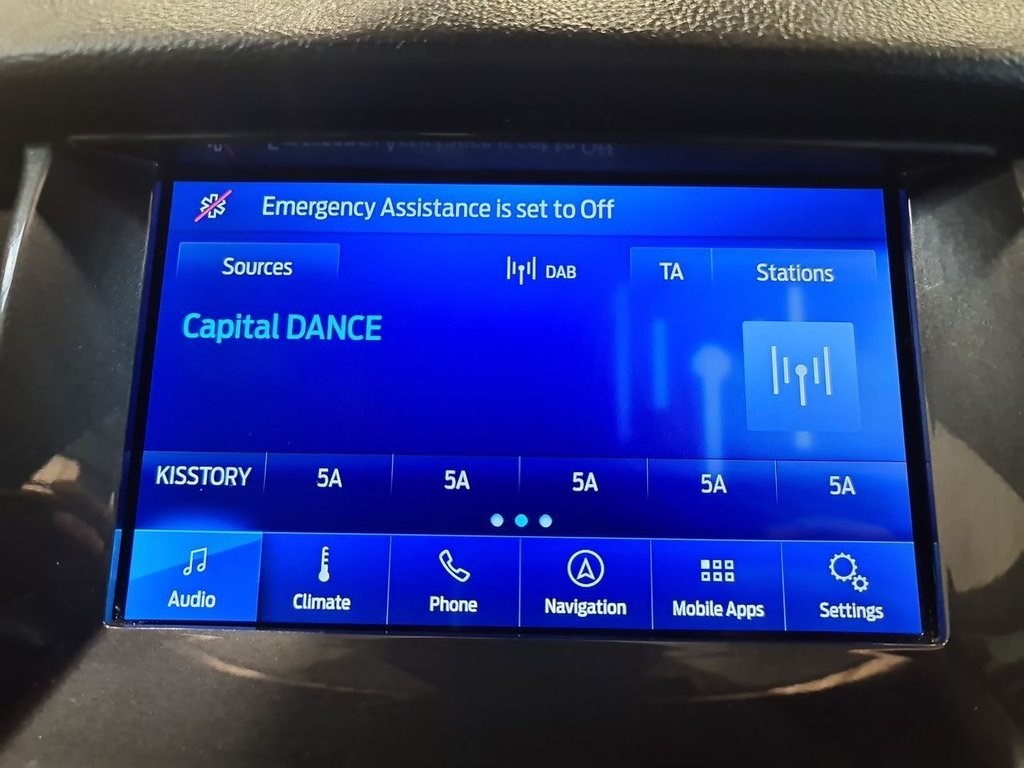 Emergency Assistance is set to Off
Sources
DAB
TA
Stations
Capital DANCE
KISSTORY
5A
5A
5A
5A
5A
Audio
Climate
Phone
Navigation
Mobile Apps
Settings